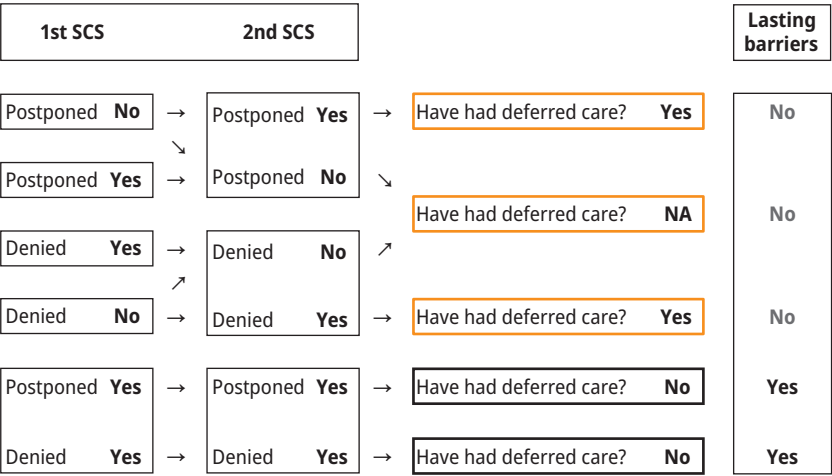 1st SCS 2nd SCS Lasting barriers
Postponed No → Postponed Yes → Have had deferred care? Yes No
↘
Postponed Yes → Postponed No ↘
Have had deferred care? NA No
Denied Yes → Denied No ↗
↗
Denied No → Denied Yes → Have had deferred care? Yes No
Postponed Yes → Postponed Yes → Have had deferred care? No Yes
Denied Yes → Denied Yes → Have had deferred care? No Yes